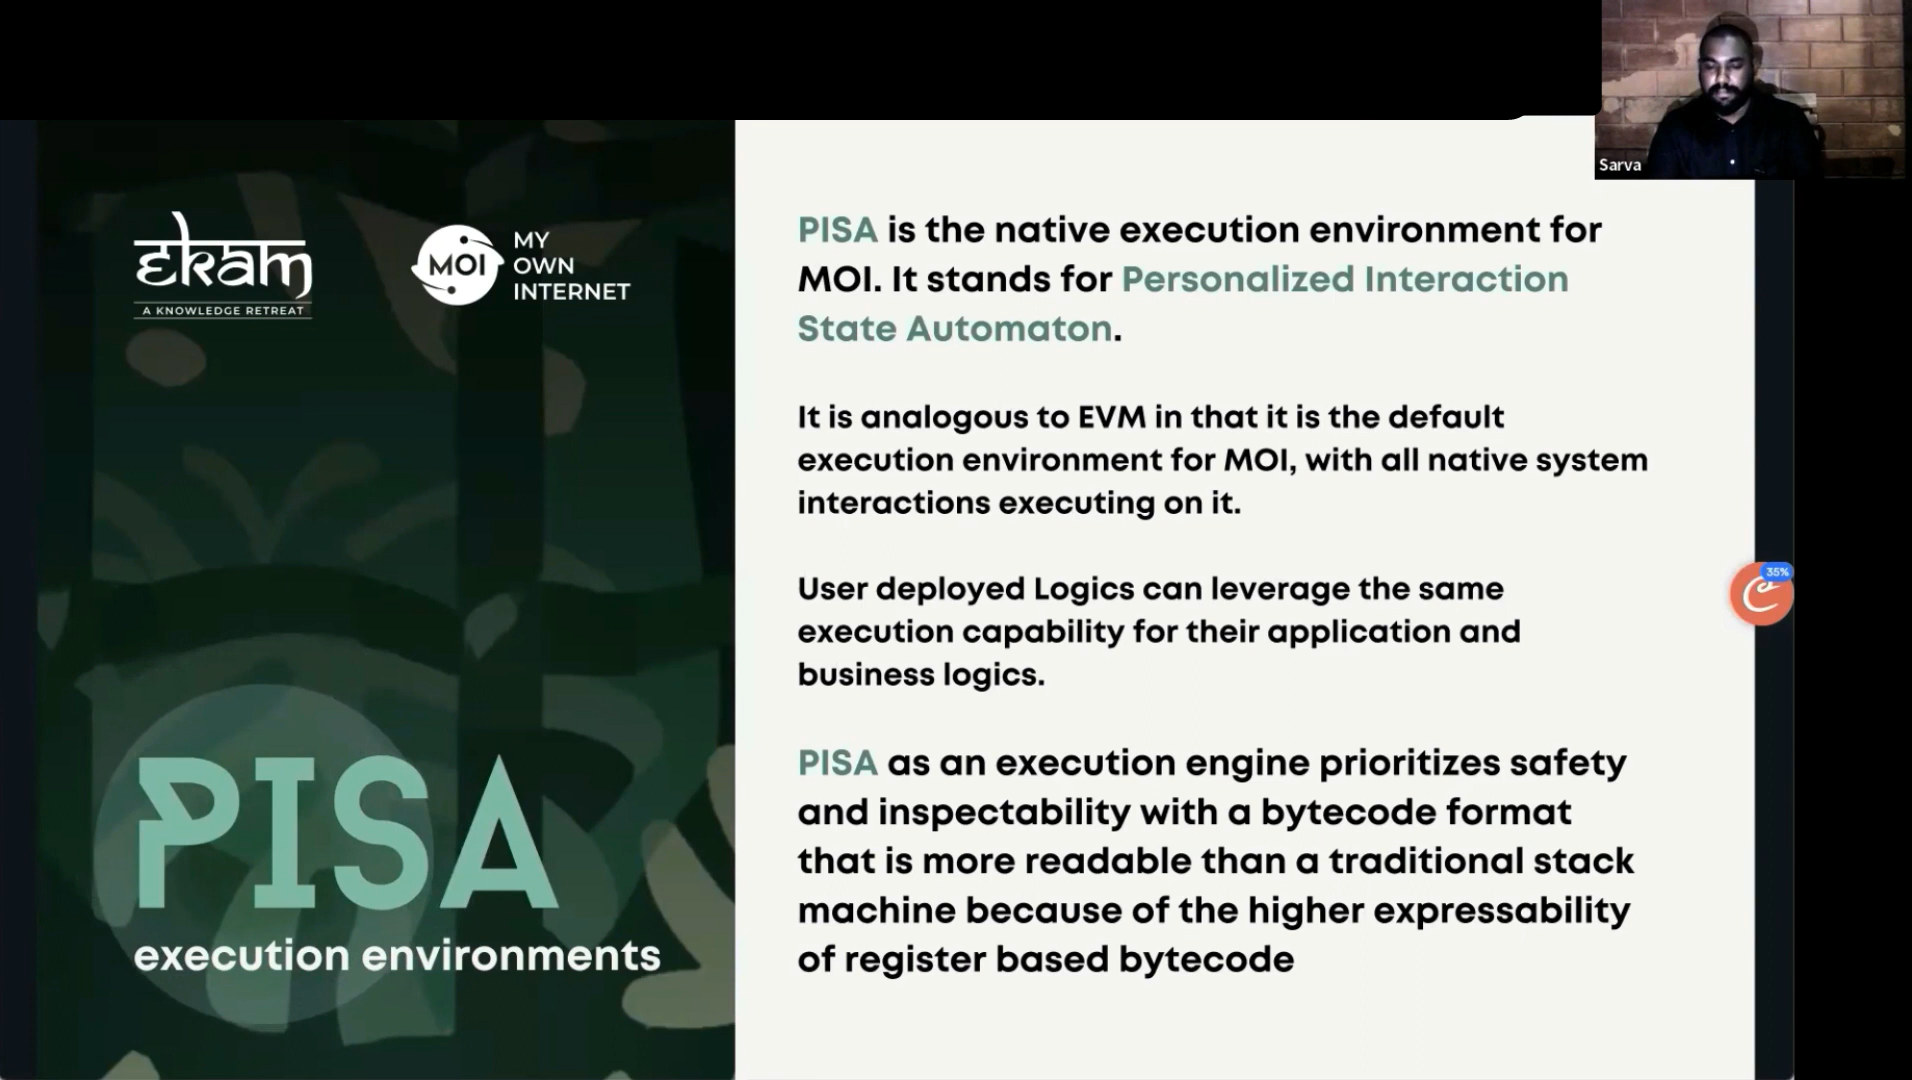 Sarva
ekam
A KNOWLEDGE RETREAT
MOI
MY
OWN
INTERNET
PISA
execution environments
PISA is the native execution environment for
MOI. It stands for Personalized Interaction
State Automaton.
It is analogous to EVM in that it is the default
execution environment for MOI, with all native system
interactions executing on it.
User deployed Logics can leverage the same
execution capability for their application and
business logics.
PISA as an execution engine prioritizes safety
and inspectability with a bytecode format
that is more readable than a traditional stack
machine because of the higher expressability
of register based bytecode
35%